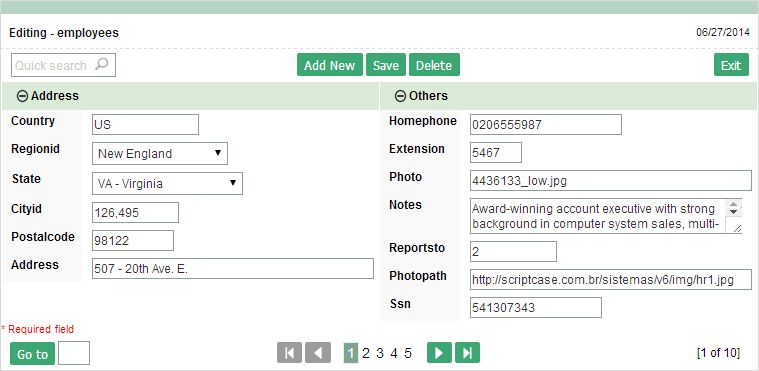 Editing - employees 06/27/2014
Quick search Add New Save Delete Exit
Address
Country US
Regionid New England
State VA - Virginia
Cityid 126,495
Postalcode 98122
Address 507 - 20th Ave. E.
Others
Homephone 0206555987
Extension 5467
Photo 4436133_low.jpg
Notes Award-winning account executive with strong
background in computer system sales, multi-
Reportsto 2
Photopath http://scriptcase.com.br/sistemas/v6/img/hr1.jpg
Ssn 541307343
* Required field
Go to 1 2 3 4 5 [1 of 10]